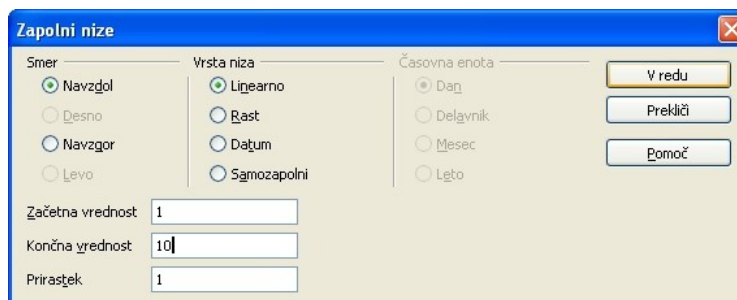 Zapolni nize
Smer
Navzdol
Desno
Navzgor
Levo
Vrsta niza
Linearno
Rast
Datum
Samozapolni
Časovna enota
Dan
Delavnik
Mesec
Leto
V redu
Prekliči
Pomoč
Začetna vrednost 1
Končna vrednost 10
Prirastek 1